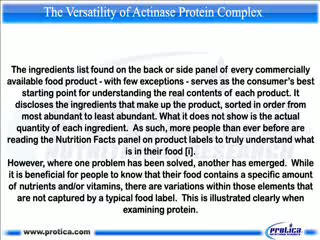 The Versatility of Actinase Protein Complex
The ingredients list found on the back or side panel of every commercially
available food product - with few exceptions - serves as the consumer's best
starting point for understanding the real contents of each product. It
discloses the ingredients that make up the product, sorted in order from
most abundant to least abundant. What it does not show is the actual
quantity of each ingredient. As such, more people than ever before are
reading the Nutrition Facts panel on product labels to truly understand what
is in their food [i].
However, where one problem has been solved, another has emerged. While
it is beneficial for people to know that their food contains a specific amount
of nutrients and/or vitamins, there are variations within those elements that
are not captured by a typical food label. This is illustrated clearly when
examining protein.
www.protica.com
protica